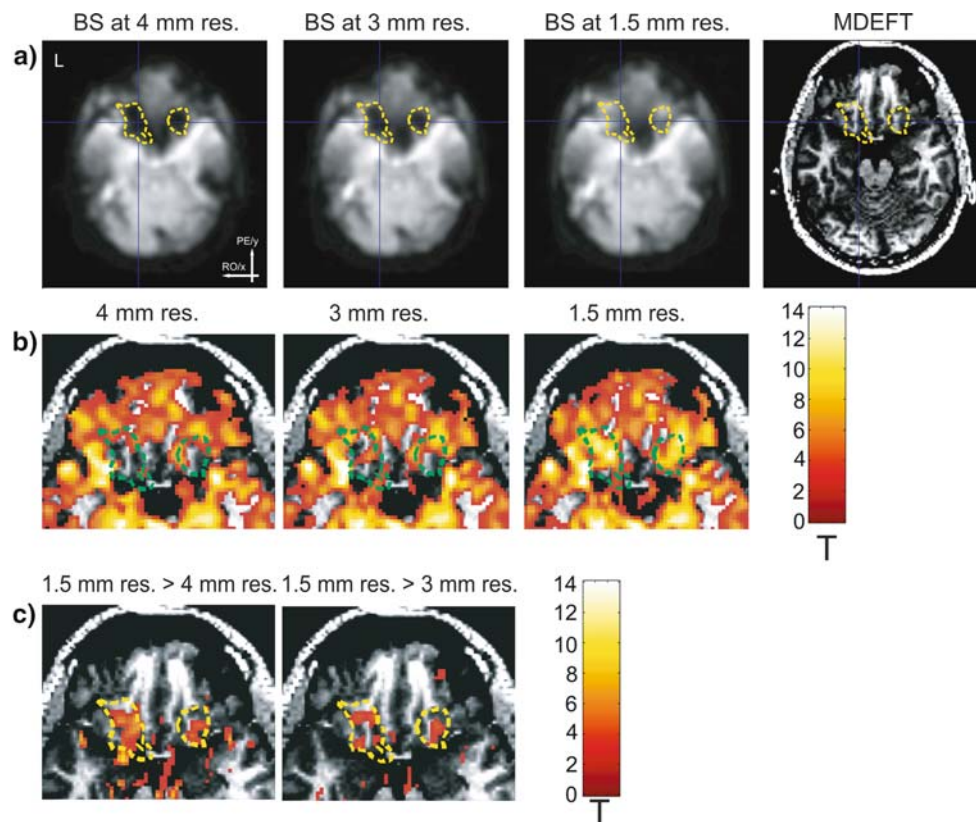 BS at 4 mm res. BS at 3 mm res. BS at 1.5 mm res. MDEFT
a)
L
PE/y
RO/x
4 mm res. 3 mm res. 1.5 mm res.
b)
14
12
10
8
6
4
2
0
T
1.5 mm res. > 4 mm res. 1.5 mm res. > 3 mm res.
c)
14
12
10
8
6
4
2
0
T